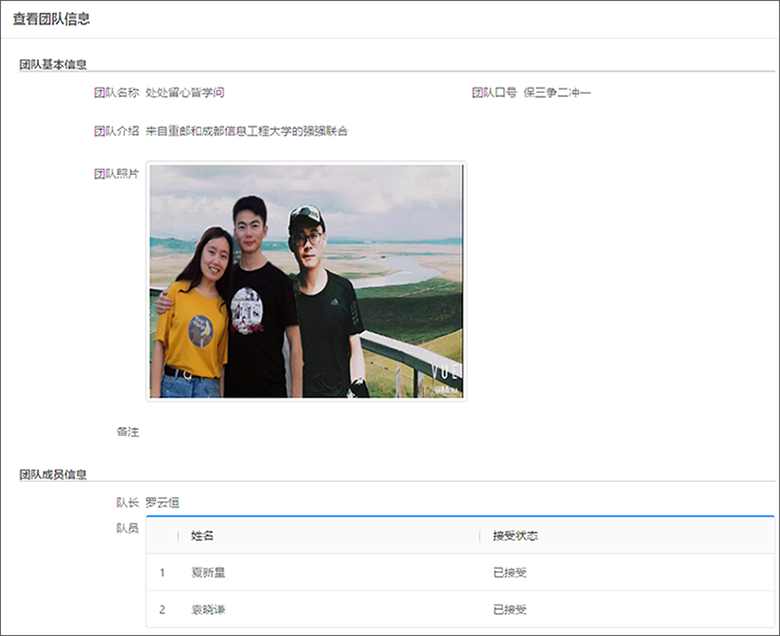 查看团队信息
团队基本信息
团队名称 处处留心皆学问
团队口号 保三争二冲一
团队介绍 来自重邮和成都信息工程大学的强强联合
团队照片
VUE
备注
团队成员信息
队长 罗云恒
队员
姓名 接受状态
1 夏新星 已接受
2 袁晓谦 已接受